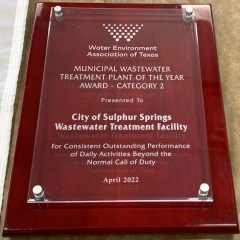 Water Environment
Association of Texas
MUNICIPAL WASTEWATER
TREATMENT PLANT OF THE YEAR
AWARD - CATEGORY 2
Presented To
City of Sulphur Springs
Wastewater Treatment Facility
For Consistent Outstanding Performance
of Daily Activities Beyond the
Normal Call of Duty
April 2022